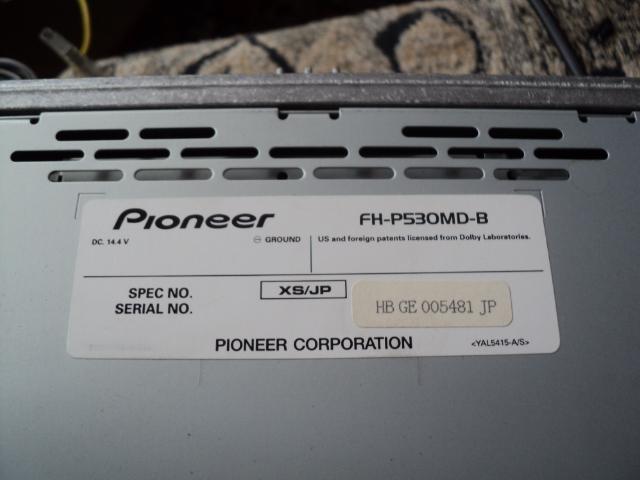 Pioneer FH-P530MD-B
DC. 14.4 V ⊖ GROUND US and foreign patents licensed from Dolby Laboratories.
SPEC NO. XS/JP
SERIAL NO. HB GE 005481 JP
PIONEER CORPORATION <YAL5415-A/S>